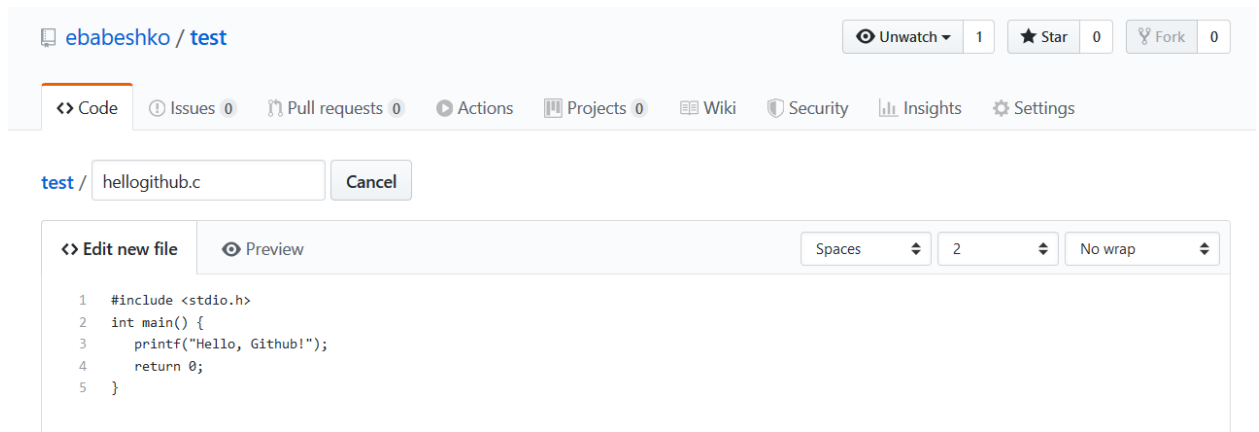 ebabeshko / test
Unwatch 1 Star 0 Fork 0
Code Issues 0 Pull requests 0 Actions Projects 0 Wiki Security Insights Settings
test / hellogithub.c Cancel
Edit new file Preview Spaces 2 No wrap
1 #include <stdio.h>
2 int main() {
3    printf("Hello, Github!");
4    return 0;
5 }